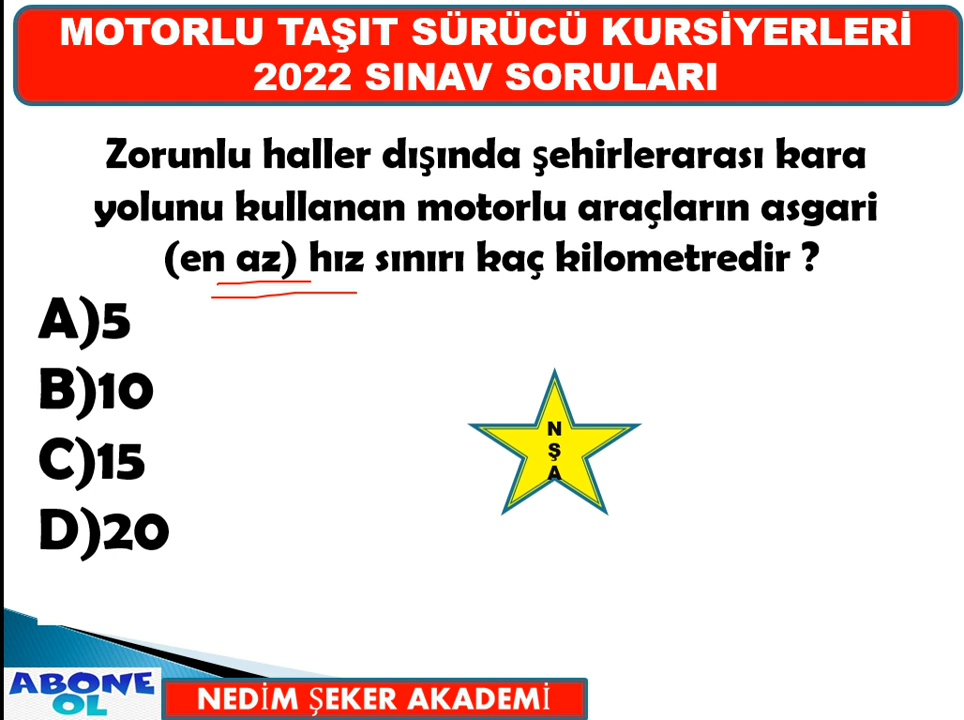 MOTORLU TAŞIT SÜRÜCÜ KURSİYERLERİ
2022 SINAV SORULARI
Zorunlu haller dışında şehirlerarası kara
yolunu kullanan motorlu araçların asgari
(en az) hız sınırı kaç kilometredir ?
A)5
B)10
C)15
D)20
N
Ş
A
ABONE
OL
NEDİM ŞEKER AKADEMİ